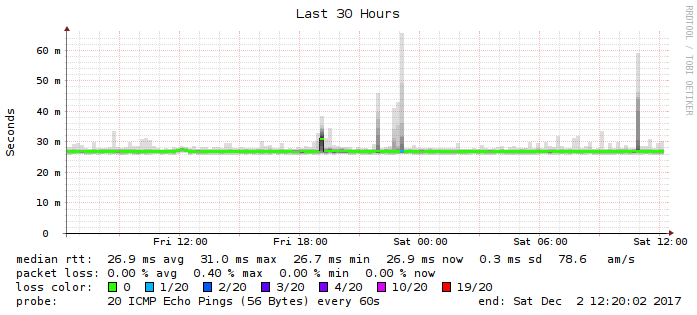 Last 30 Hours
RRDTOOL / TOBI OETIKER
Seconds
60 m
50 m
40 m
30 m
20 m
10 m
0
Fri 12:00 Fri 18:00 Sat 00:00 Sat 06:00 Sat 12:00
median rtt: 26.9 ms avg 31.0 ms max 26.7 ms min 26.9 ms now 0.3 ms sd 78.6 am/s
packet loss: 0.00 % avg 0.40 % max 0.00 % min 0.00 % now
loss color: 0 1/20 2/20 3/20 4/20 10/20 19/20
probe: 20 ICMP Echo Pings (56 Bytes) every 60s end: Sat Dec 2 12:20:02 2017